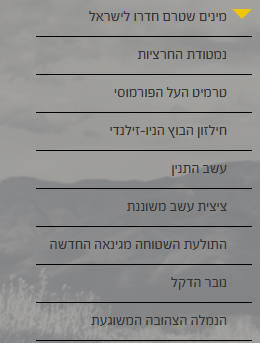 מינים שטרם חדרו לישראל
נמטודת החרציות
טרמיט העל הפורמוסי
חילזון הבוץ הניו-זילנדי
עשב התנין
ציצית עשב משוננת
התולעת השטוחה מגינאה החדשה
נובר הדקל
הנמלה הצהובה המשוגעת